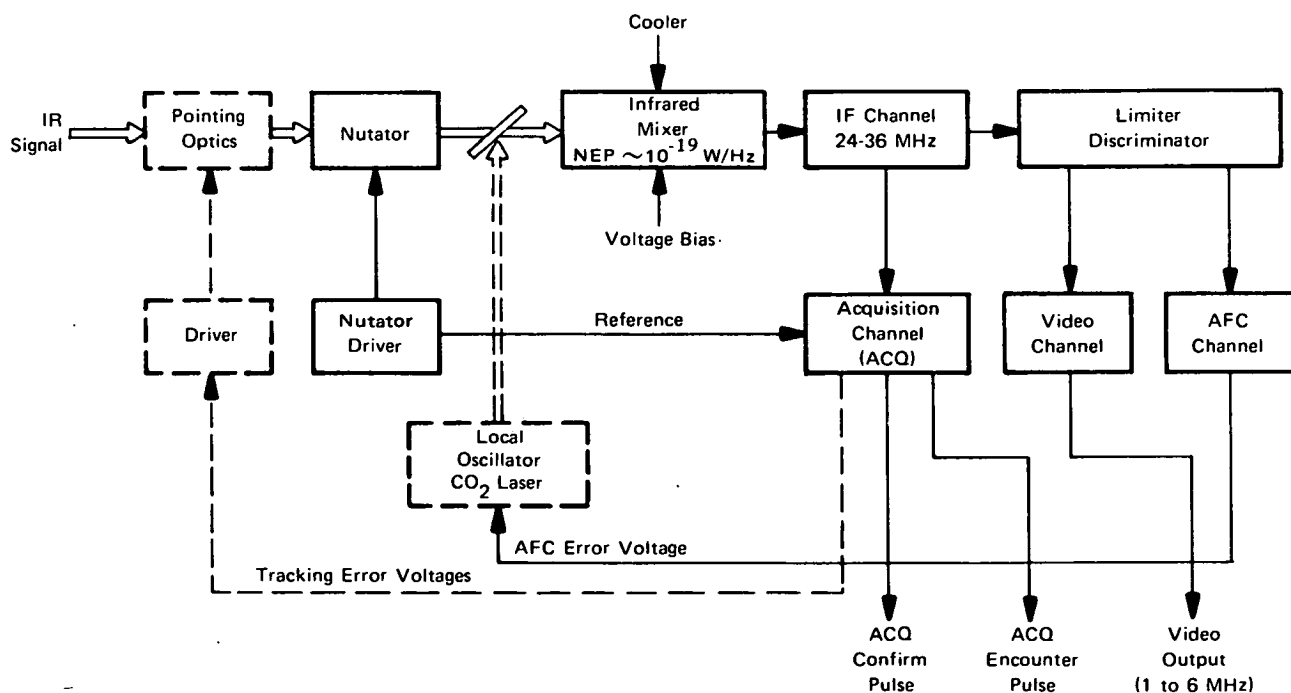 Cooler
IR
Signal
Pointing
Optics
Nutator
Infrared
Mixer
NEP ~10⁻¹⁹ W/Hz
IF Channel
24-36 MHz
Limiter
Discriminator
Voltage Bias
Driver
Nutator
Driver
Reference
Acquisition
Channel
(ACQ)
Video
Channel
AFC
Channel
Local
Oscillator
CO₂ Laser
AFC Error Voltage
Tracking Error Voltages
ACQ
Confirm
Pulse
ACQ
Encounter
Pulse
Video
Output
(1 to 6 MHz)